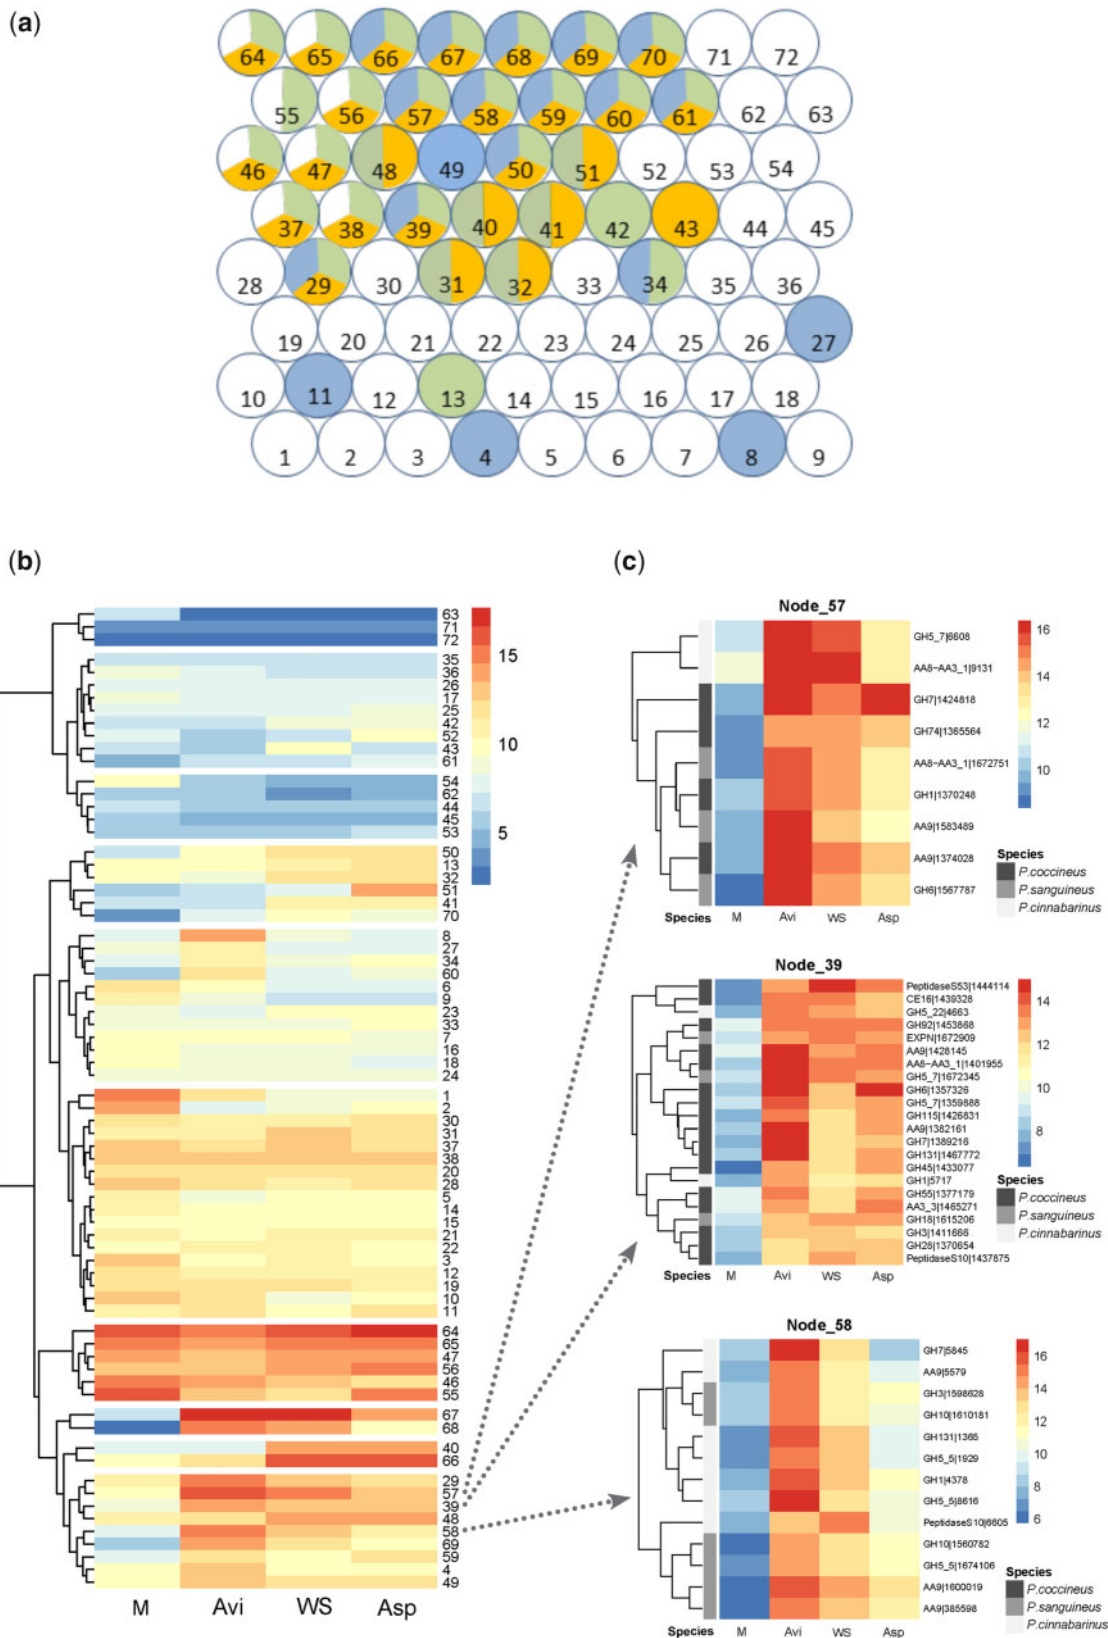 (a)
64 65 66 67 68 69 70 71 72
55 56 57 58 59 60 61 62 63
46 47 48 49 50 51 52 53 54
37 38 39 40 41 42 43 44 45
28 29 30 31 32 33 34 35 36
19 20 21 22 23 24 25 26 27
10 11 12 13 14 15 16 17 18
1 2 3 4 5 6 7 8 9
(b)
63
71
72
35
36
26
17
25
42
52
43
61
54
62
44
45
53
50
13
32
51
41
70
8
27
34
60
6
9
23
33
7
16
18
24
1
2
30
31
37
38
20
28
5
14
15
21
22
3
12
19
10
11
64
65
47
56
46
55
67
68
40
66
29
57
39
48
58
69
59
4
49
15
10
5
M Avi WS Asp
(c)
Node_57
GH5_7|6608
AA8-AA3_1|9131
GH7|1424818
GH74|1365564
AA8-AA3_1|1672751
GH1|1370248
AA9|1583489
AA9|1374028
GH6|1567787
16
14
12
10
Species
P.coccineus
P.sanguineus
P.cinnabarinus
Species M Avi WS Asp
Node_39
PeptidaseS53|1444114
CE16|1439328
GH5_22|4663
GH92|1453868
EXPN|1672909
AA9|1428145
AA8-AA3_1|1401955
GH5_7|1672345
GH6|1357326
GH5_7|1359888
GH115|1426831
AA9|1382161
GH7|1389216
GH131|1467772
GH45|1433077
GH1|5717
GH55|1377179
AA3_3|1465271
GH18|1615206
GH3|1411666
GH28|1370654
PeptidaseS10|1437875
14
12
10
8
Species
P.coccineus
P.sanguineus
P.cinnabarinus
Species M Avi WS Asp
Node_58
GH7|5845
AA9|5579
GH3|1598628
GH10|1610181
GH131|1365
GH5_5|1929
GH1|4378
GH5_5|8616
PeptidaseS10|6605
GH10|1560782
GH5_5|1674106
AA9|1600019
AA9|385598
16
14
12
10
8
6
Species
P.coccineus
P.sanguineus
P.cinnabarinus
Species M Avi WS Asp